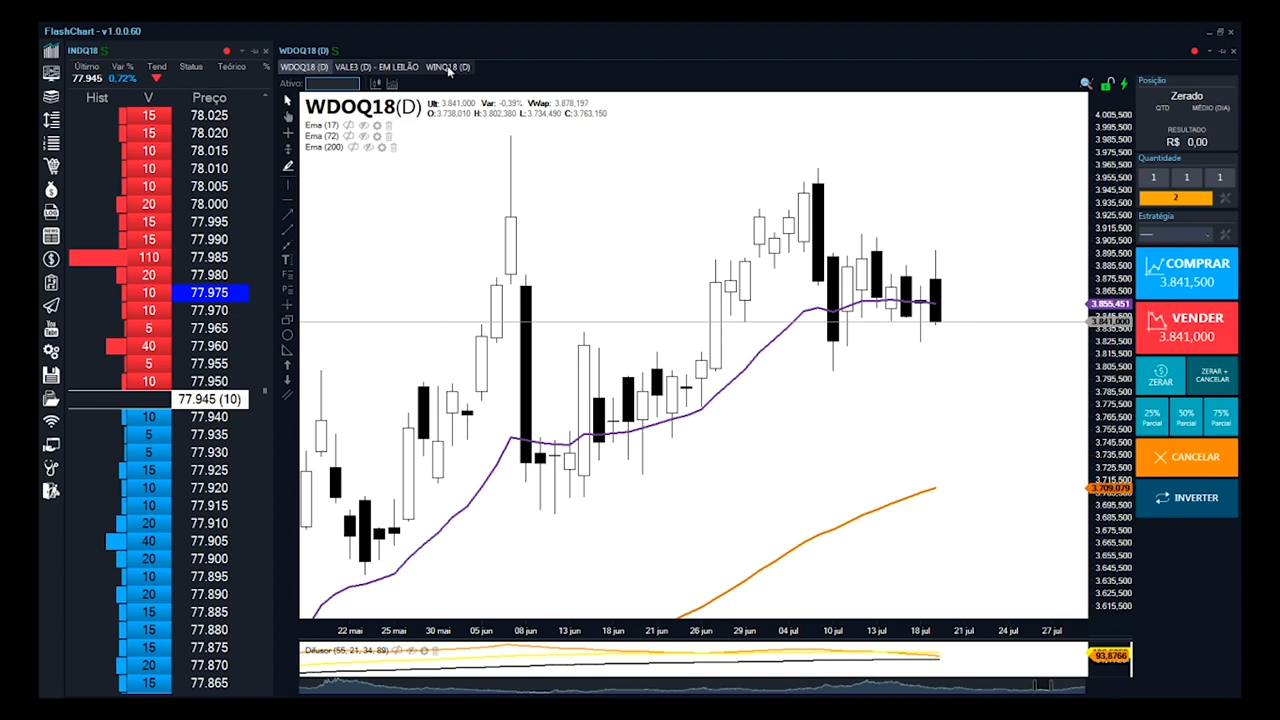 FlashChart - v1.0.0.60
INDQ18 S
Último Var % Tend Status Teórico %
77.945 0,72%
Hist V Preço
15 78.025
15 78.020
10 78.015
10 78.010
10 78.005
20 78.000
15 77.995
15 77.990
110 77.985
20 77.980
10 77.975
10 77.970
5 77.965
40 77.960
5 77.955
10 77.950
77.945 (10)
10 77.940
5 77.935
5 77.930
15 77.925
10 77.920
10 77.915
20 77.910
40 77.905
20 77.900
10 77.895
20 77.890
15 77.885
15 77.880
15 77.875
20 77.870
15 77.865
LOG
NEWS
You
Tube
WDOQ18 (D) S
WDOQ18 (D) VALE3 (D) - EM LEILÃO WINQ18 (D)
Ativo:
WDOQ18(D)
Ult: 3.841,000 Var: -0,39% VWap: 3.878,197
O: 3.738,010 H: 3.802,380 L: 3.734,490 C: 3.763,150
Ema (17)
Ema (72)
Ema (200)
4.005,500
3.995,500
3.985,500
3.975,500
3.965,500
3.955,500
3.945,500
3.935,500
3.925,500
3.915,500
3.905,500
3.895,500
3.885,500
3.875,500
3.865,500
3.855,451
3.841,000
3.835,500
3.825,500
3.815,500
3.805,500
3.795,500
3.785,500
3.775,500
3.765,500
3.755,500
3.745,500
3.735,500
3.725,500
3.715,500
3.709,079
3.695,500
3.685,500
3.675,500
3.665,500
3.655,500
3.645,500
3.635,500
3.625,500
3.615,500
22 mai 25 mai 30 mai 05 jun 08 jun 13 jun 18 jun 21 jun 26 jun 29 jun 04 jul 10 jul 13 jul 18 jul 21 jul 24 jul 27 jul
Difusor (55, 21, 34, 89)
93,8766
Posição
Zerado
QTD MÉDIO (DIA)
RESULTADO
R$ 0,00
Quantidade
1 1 1
2
Estratégia
COMPRAR
3.841,500
VENDER
3.841,000
ZERAR
ZERAR +
CANCELAR
25% 50% 75%
Parcial Parcial Parcial
CANCELAR
INVERTER